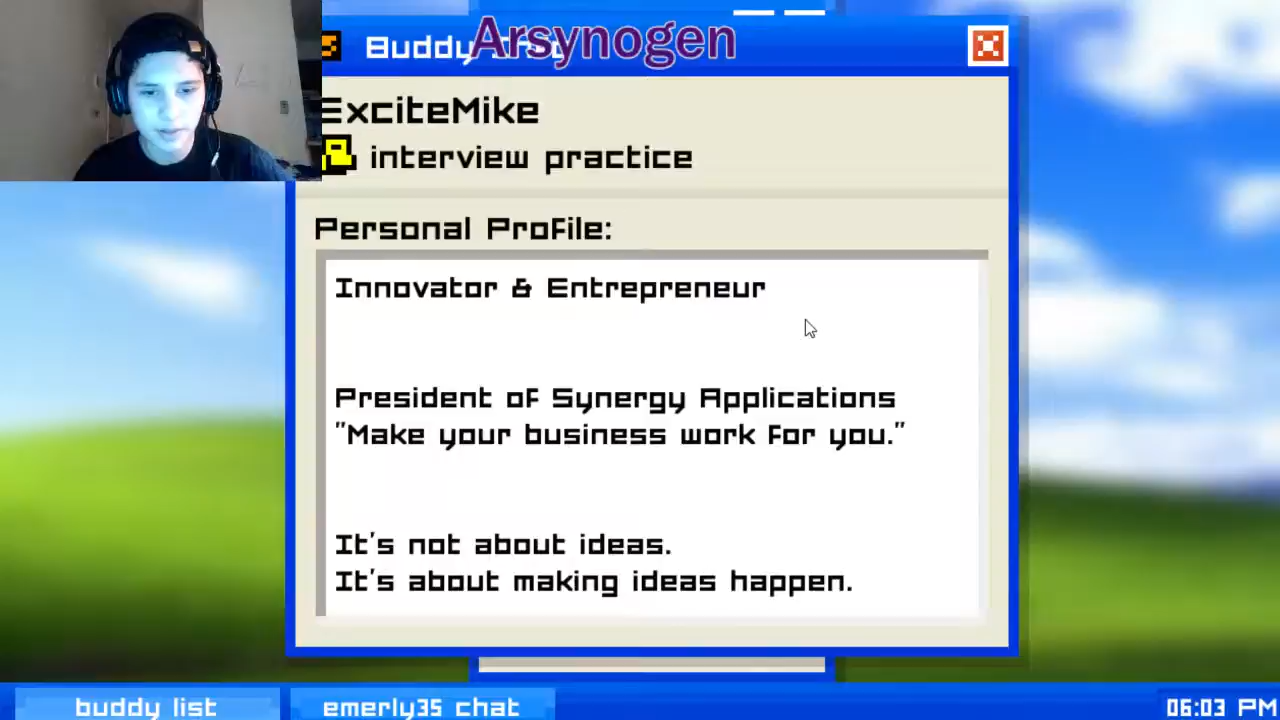 Buddy
Arsynogen
ExciteMike
interview practice
Personal Profile:
Innovator & Entrepreneur
President of Synergy Applications
"Make your business work for you."
It's not about ideas.
It's about making ideas happen.
buddy list
emerly35 chat
06:03 PM